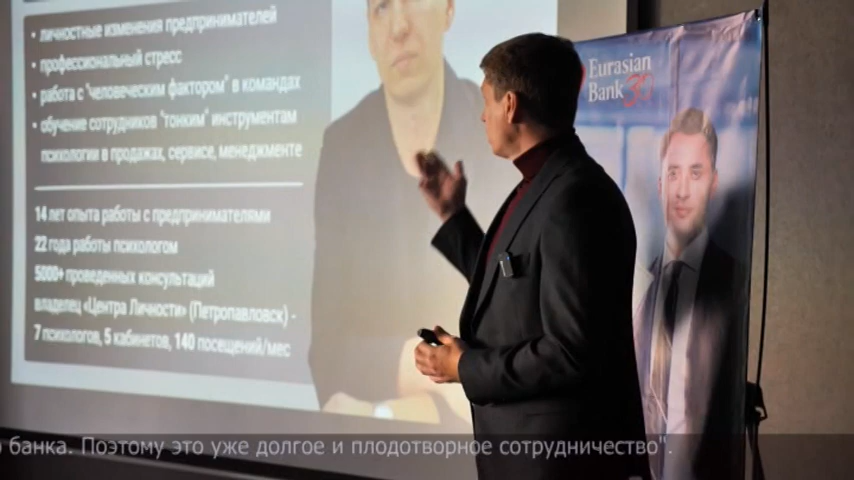 • личностные изменения предпринимателей
• профессиональный стресс
• работа с "человеческим фактором" в командах
• обучение сотрудников "тонким" инструментам
психологии в продажах, сервисе, менеджменте
14 лет опыта работы с предпринимателями
22 года работы психологом
5000+ проведенных консультаций
владелец «Центра Личности» (Петропавловск) -
7 психологов, 5 кабинетов, 140 посещений/мес
Eurasian
Bank 30
банка. Поэтому это уже долгое и плодотворное сотрудничество".